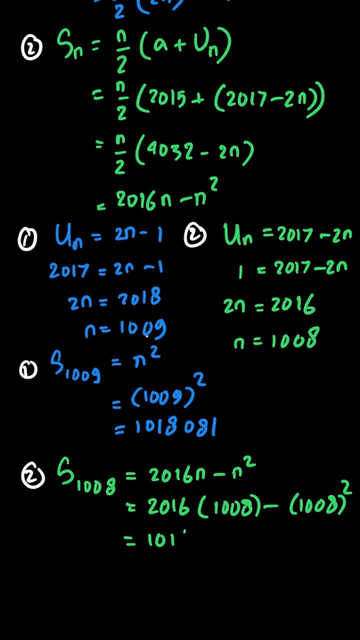 ② Sₙ = n/2 (a + Uₙ)
= n/2 (2015 + (2017 - 2n))
= n/2 (4032 - 2n)
= 2016n - n²
① Uₙ = 2n - 1
2017 = 2n - 1
2n = 2018
n = 1009
② Uₙ = 2017 - 2n
1 = 2017 - 2n
2n = 2016
n = 1008
① S₁₀₀₉ = n²
= (1009)²
= 1018081
② S₁₀₀₈ = 2016n - n²
= 2016 (1008) - (1008)²
= 101